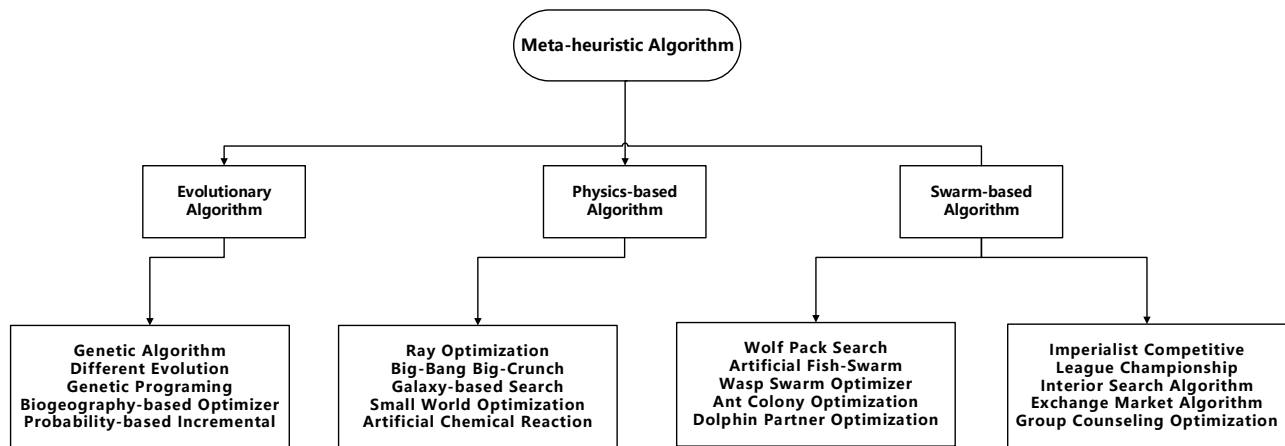 Meta-heuristic Algorithm
Evolutionary
Algorithm
Physics-based
Algorithm
Swarm-based
Algorithm
Genetic Algorithm
Different Evolution
Genetic Programing
Biogeography-based Optimizer
Probability-based Incremental
Ray Optimization
Big-Bang Big-Crunch
Galaxy-based Search
Small World Optimization
Artificial Chemical Reaction
Wolf Pack Search
Artificial Fish-Swarm
Wasp Swarm Optimizer
Ant Colony Optimization
Dolphin Partner Optimization
Imperialist Competitive
League Championship
Interior Search Algorithm
Exchange Market Algorithm
Group Counseling Optimization